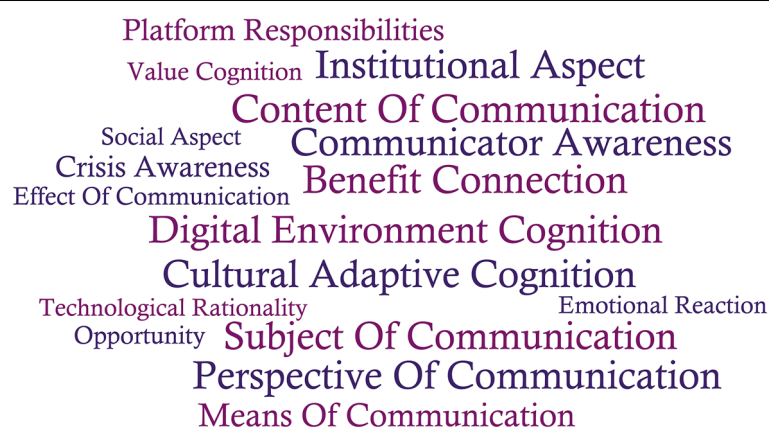 Platform Responsibilities
Value Cognition
Institutional Aspect
Content Of Communication
Social Aspect
Communicator Awareness
Crisis Awareness
Benefit Connection
Effect Of Communication
Digital Environment Cognition
Cultural Adaptive Cognition
Technological Rationality
Emotional Reaction
Opportunity
Subject Of Communication
Perspective Of Communication
Means Of Communication